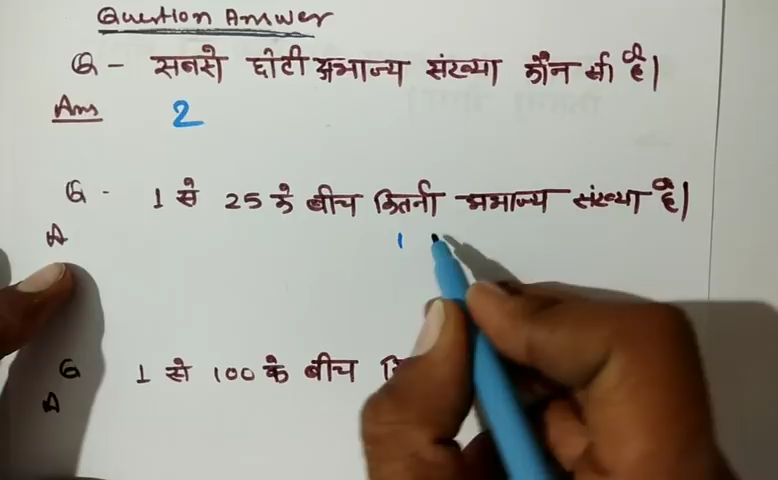 Question Answer
Q - सबसे छोटी अभाज्य संख्या कौन सी है|
Ans 2
Q - 1 से 25 के बीच कितनी अभाज्य संख्या है|
A 1
Q 1 से 100 के बीच
A